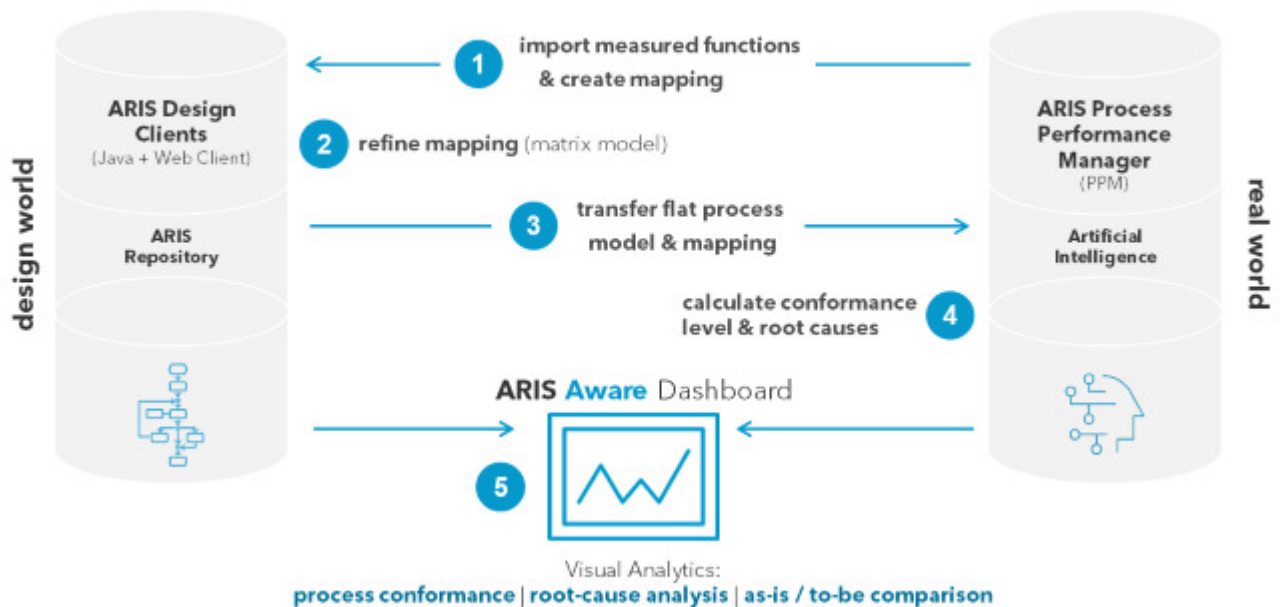 design world
ARIS Design
Clients
(Java + Web Client)
ARIS
Repository
1
import measured functions
& create mapping
2
refine mapping (matrix model)
3
transfer flat process
model & mapping
calculate conformance
level & root causes
4
ARIS Process
Performance
Manager
(PPM)
Artificial
Intelligence
real world
ARIS Aware Dashboard
5
Visual Analytics:
process conformance | root-cause analysis | as-is / to-be comparison